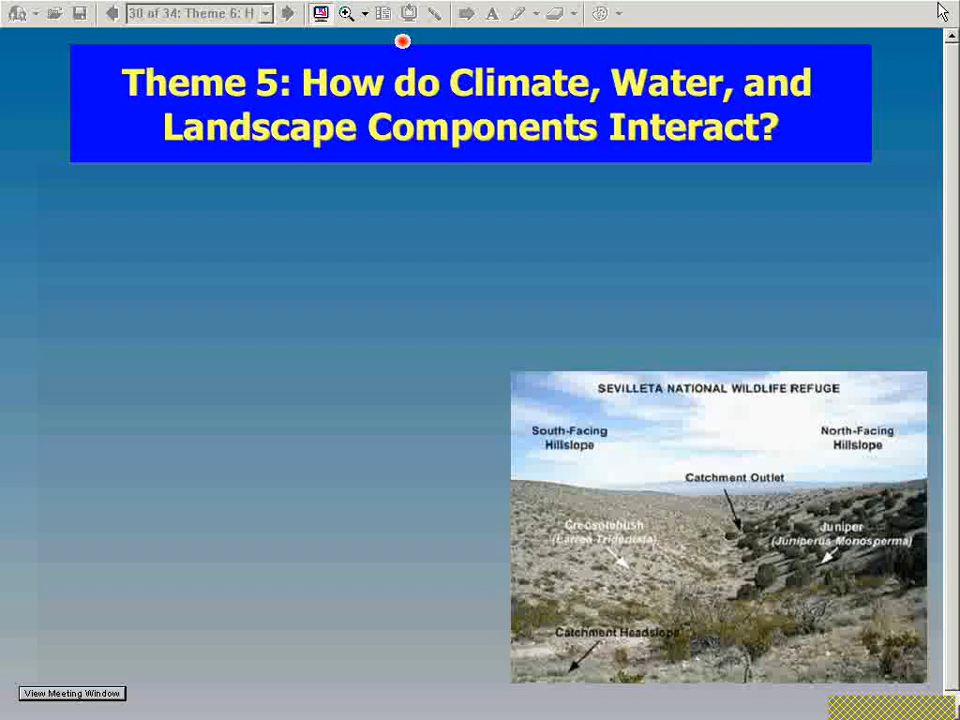 30 of 34: Theme 6: H
Theme 5: How do Climate, Water, and
Landscape Components Interact?
SEVILLETA NATIONAL WILDLIFE REFUGE
South-Facing
Hillslope
North-Facing
Hillslope
Catchment Outlet
Creosotebush
(Larrea Tridentata)
Juniper
(Juniperus Monosperma)
Catchment Headslope
View Meeting Window